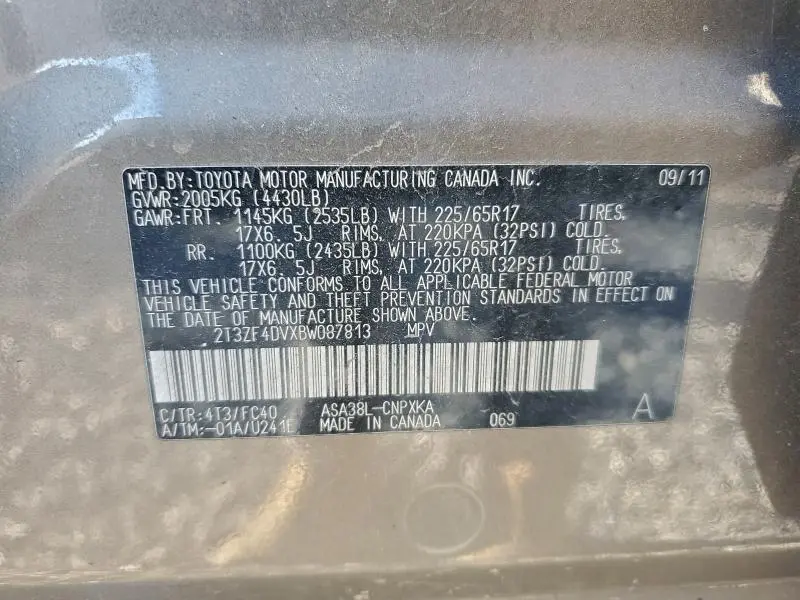 MFD.BY:TOYOTA MOTOR MANUFACTURING CANADA INC. 09/11
GVWR:2005KG (4430LB)
GAWR:FRT. 1145KG (2535LB) WITH 225/65R17 TIRES,
17X6. 5J RIMS, AT 220KPA (32PSI) COLD.
RR. 1100KG (2435LB) WITH 225/65R17 TIRES,
17X6. 5J RIMS, AT 220KPA (32PSI) COLD.
THIS VEHICLE CONFORMS TO ALL APPLICABLE FEDERAL MOTOR
VEHICLE SAFETY AND THEFT PREVENTION STANDARDS IN EFFECT ON
THE DATE OF MANUFACTURE SHOWN ABOVE.
2T3ZF4DVXBW087813 MPV
C/TR:4T3/FC40 ASA38L-CNPXKA
A/TM:-01A/U241E MADE IN CANADA 069 A